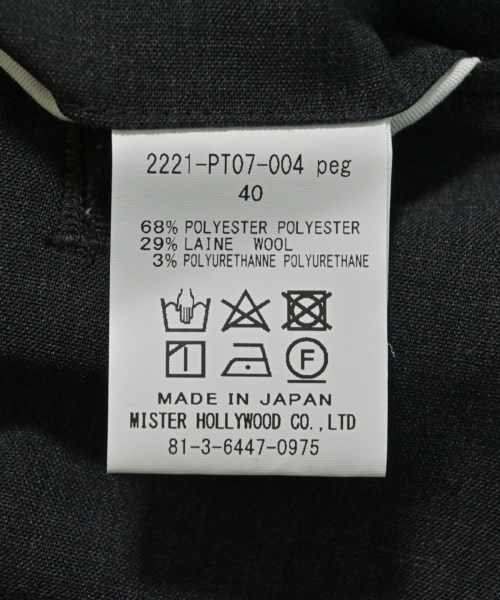 2221-PT07-004 peg
40
68% POLYESTER POLYESTER
29% LAINE WOOL
3% POLYURETHANNE POLYURETHANE
F
MADE IN JAPAN
MISTER HOLLYWOOD CO.,LTD
81-3-6447-0975